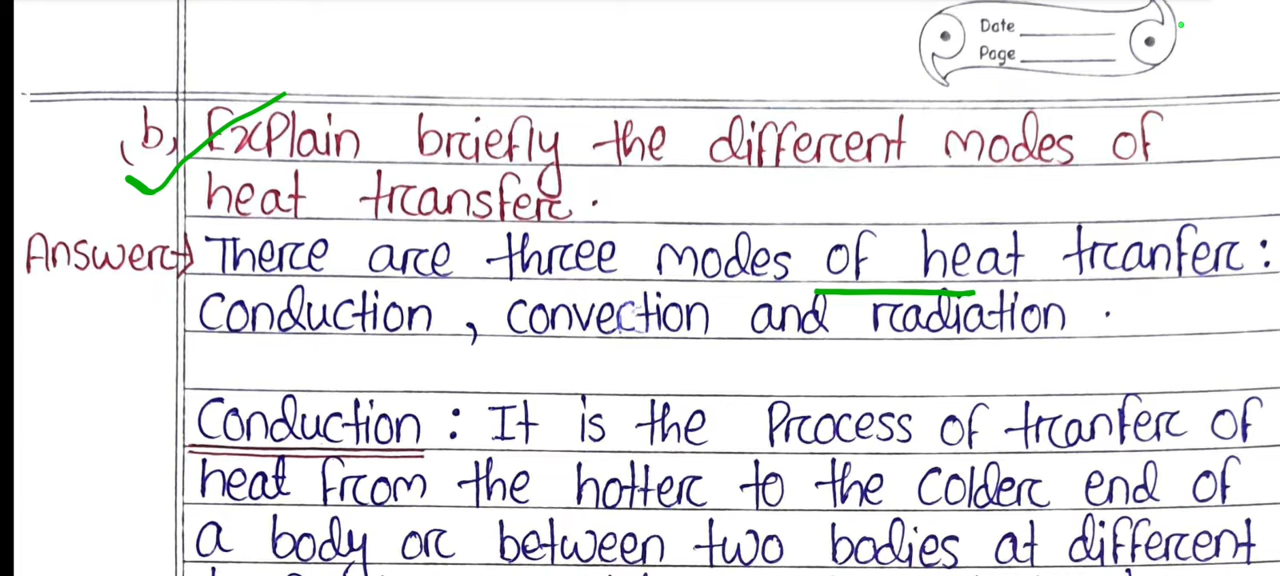 Date
Page
(b) Explain briefly the different modes of
heat transfer.
Answer→ There are three modes of heat tranfer:
Conduction, convection and radiation.
Conduction: It is the Process of tranfer of
heat from the hotter to the colder end of
a body or between two bodies at different